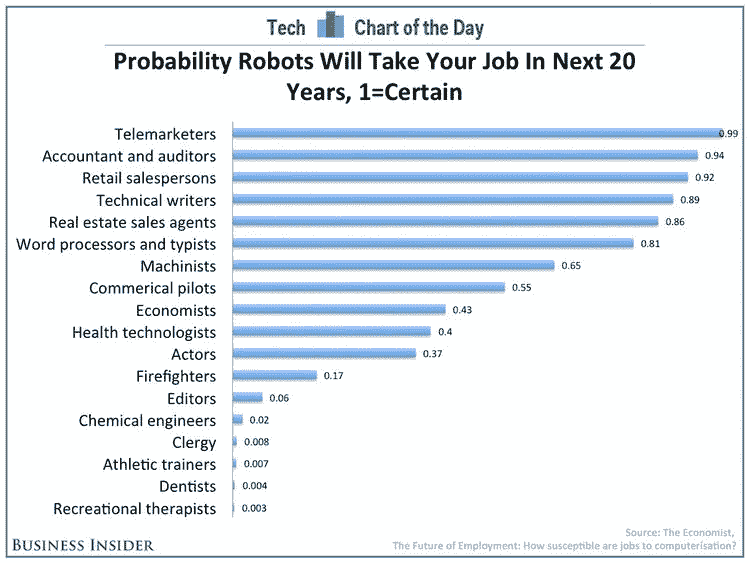 Tech Chart of the Day
Probability Robots Will Take Your Job In Next 20
Years, 1=Certain
Telemarketers 0.99
Accountant and auditors 0.94
Retail salespersons 0.92
Technical writers 0.89
Real estate sales agents 0.86
Word processors and typists 0.81
Machinists 0.65
Commerical pilots 0.55
Economists 0.43
Health technologists 0.4
Actors 0.37
Firefighters 0.17
Editors 0.06
Chemical engineers 0.02
Clergy 0.008
Athletic trainers 0.007
Dentists 0.004
Recreational therapists 0.003
BUSINESS INSIDER
Source: The Economist,
The Future of Employment: How susceptible are jobs to computerisation?